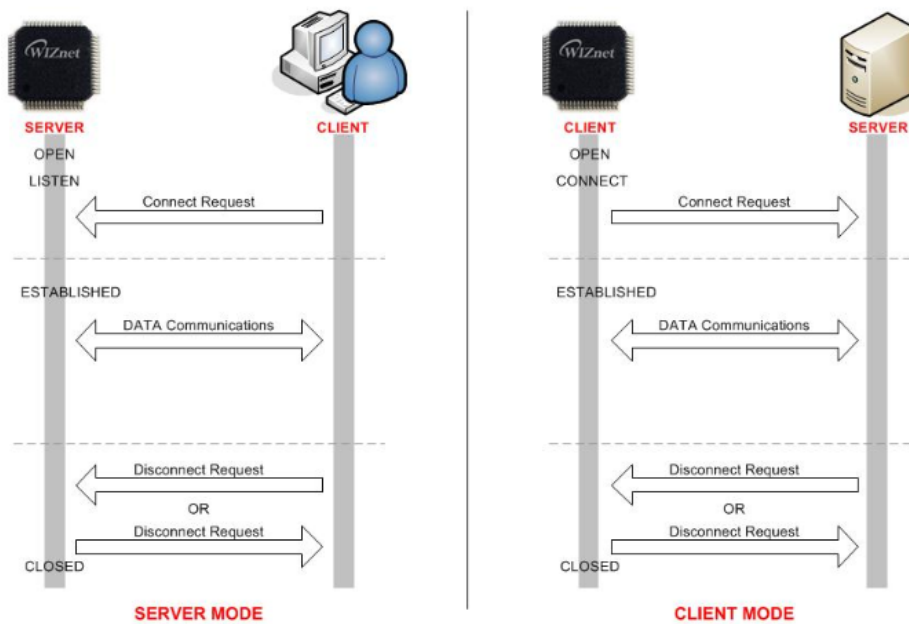 WIZnet
SERVER
CLIENT
OPEN
LISTEN
Connect Request
ESTABLISHED
DATA Communications
Disconnect Request
OR
Disconnect Request
CLOSED
SERVER MODE
WIZnet
CLIENT
SERVER
OPEN
CONNECT
Connect Request
ESTABLISHED
DATA Communications
Disconnect Request
OR
Disconnect Request
CLOSED
CLIENT MODE